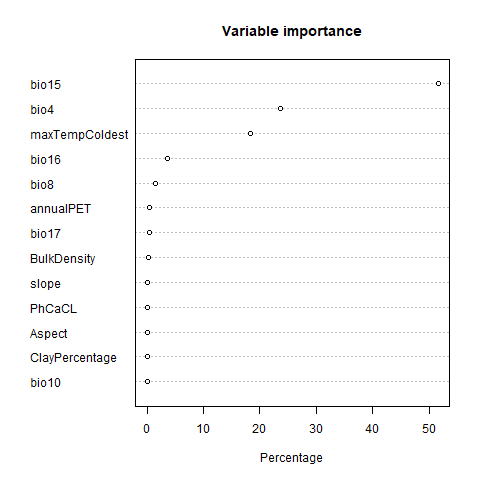 Variable importance
bio15
bio4
maxTempColdest
bio16
bio8
annualPET
bio17
BulkDensity
slope
PhCaCL
Aspect
ClayPercentage
bio10
0 10 20 30 40 50
Percentage